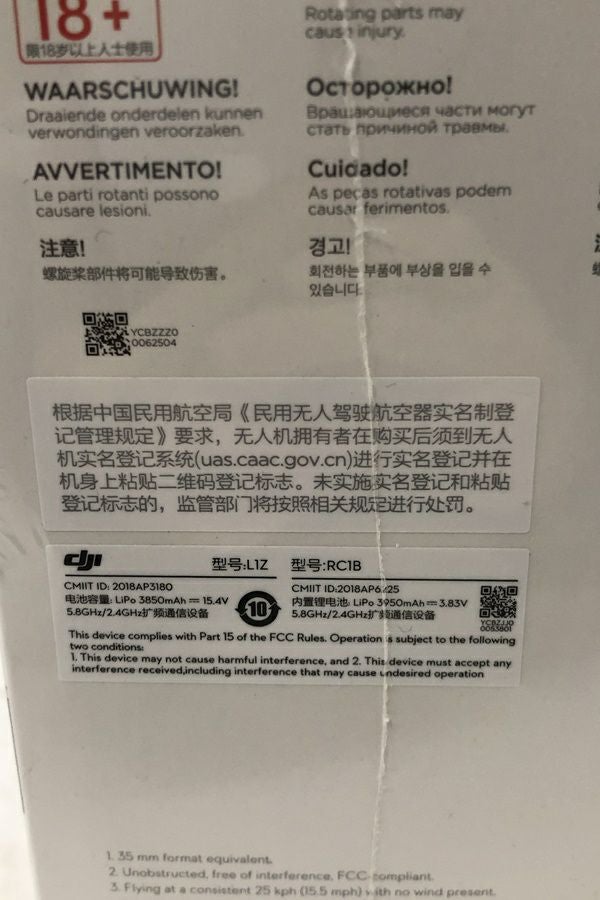 18+
限18岁以上人士使用
Rotating parts may
cause injury.
WAARSCHUWING!
Draaiende onderdelen kunnen
verwondingen veroorzaken.
Осторожно!
Вращающиеся части могут
стать причиной травмы.
AVVERTIMENTO!
Le parti rotanti possono
causare lesioni.
Cuidado!
As peças rotativas podem
causar ferimentos.
注意!
螺旋桨部件将可能导致伤害。
경고!
회전하는 부품에 부상을 입을 수
있습니다.
YCBZZZ0
0062504
根据中国民用航空局《民用无人驾驶航空器实名制登
记管理规定》要求，无人机拥有者在购买后须到无人
机实名登记系统(uas.caac.gov.cn)进行实名登记并在
机身上粘贴二维码登记标志。未实施实名登记和粘贴
登记标志的，监管部门将按照相关规定进行处罚。
dji
型号:L1Z
CMIIT ID: 2018AP3180
电池容量: LiPo 3850mAh ⎓ 15.4V
5.8GHz/2.4GHz扩频通信设备
10
型号:RC1B
CMIIT ID:2018AP6
内置锂电池: LiPo 3950mAh ⎓ 3.83V
5.8GHz/2.4GHz扩频通信设备
YCBZJJ0
0053801
This device complies with Part 15 of the FCC Rules. Operation is subject to the following
two conditions:
1. This device may not cause harmful interference, and 2. This device must accept any
interference received,including interference that may cause undesired operation
1. 35 mm format equivalent.
2. Unobstructed, free of interference, FCC compliant.
3. Flying at a consistent 25 kph (15.5 mph) with no wind present.